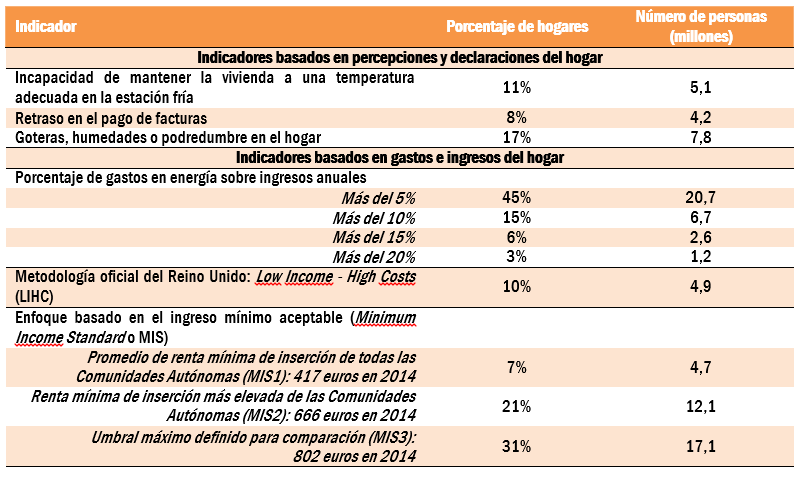 Indicador Porcentaje de hogares Número de personas
(millones)
Indicadores basados en percepciones y declaraciones del hogar
Incapacidad de mantener la vivienda a una temperatura
adecuada en la estación fría 11% 5,1
Retraso en el pago de facturas 8% 4,2
Goteras, humedades o podredumbre en el hogar 17% 7,8
Indicadores basados en gastos e ingresos del hogar
Porcentaje de gastos en energía sobre ingresos anuales
Más del 5% 45% 20,7
Más del 10% 15% 6,7
Más del 15% 6% 2,6
Más del 20% 3% 1,2
Metodología oficial del Reino Unido: Low Income - High Costs
(LIHC) 10% 4,9
Enfoque basado en el ingreso mínimo aceptable (Minimum
Income Standard o MIS)
Promedio de renta mínima de inserción de todas las
Comunidades Autónomas (MIS1): 417 euros en 2014 7% 4,7
Renta mínima de inserción más elevada de las Comunidades
Autónomas (MIS2): 666 euros en 2014 21% 12,1
Umbral máximo definido para comparación (MIS3):
802 euros en 2014 31% 17,1